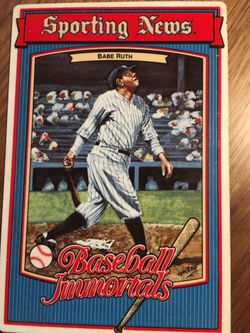 Sporting News
BABE RUTH
Baseball
Immortals